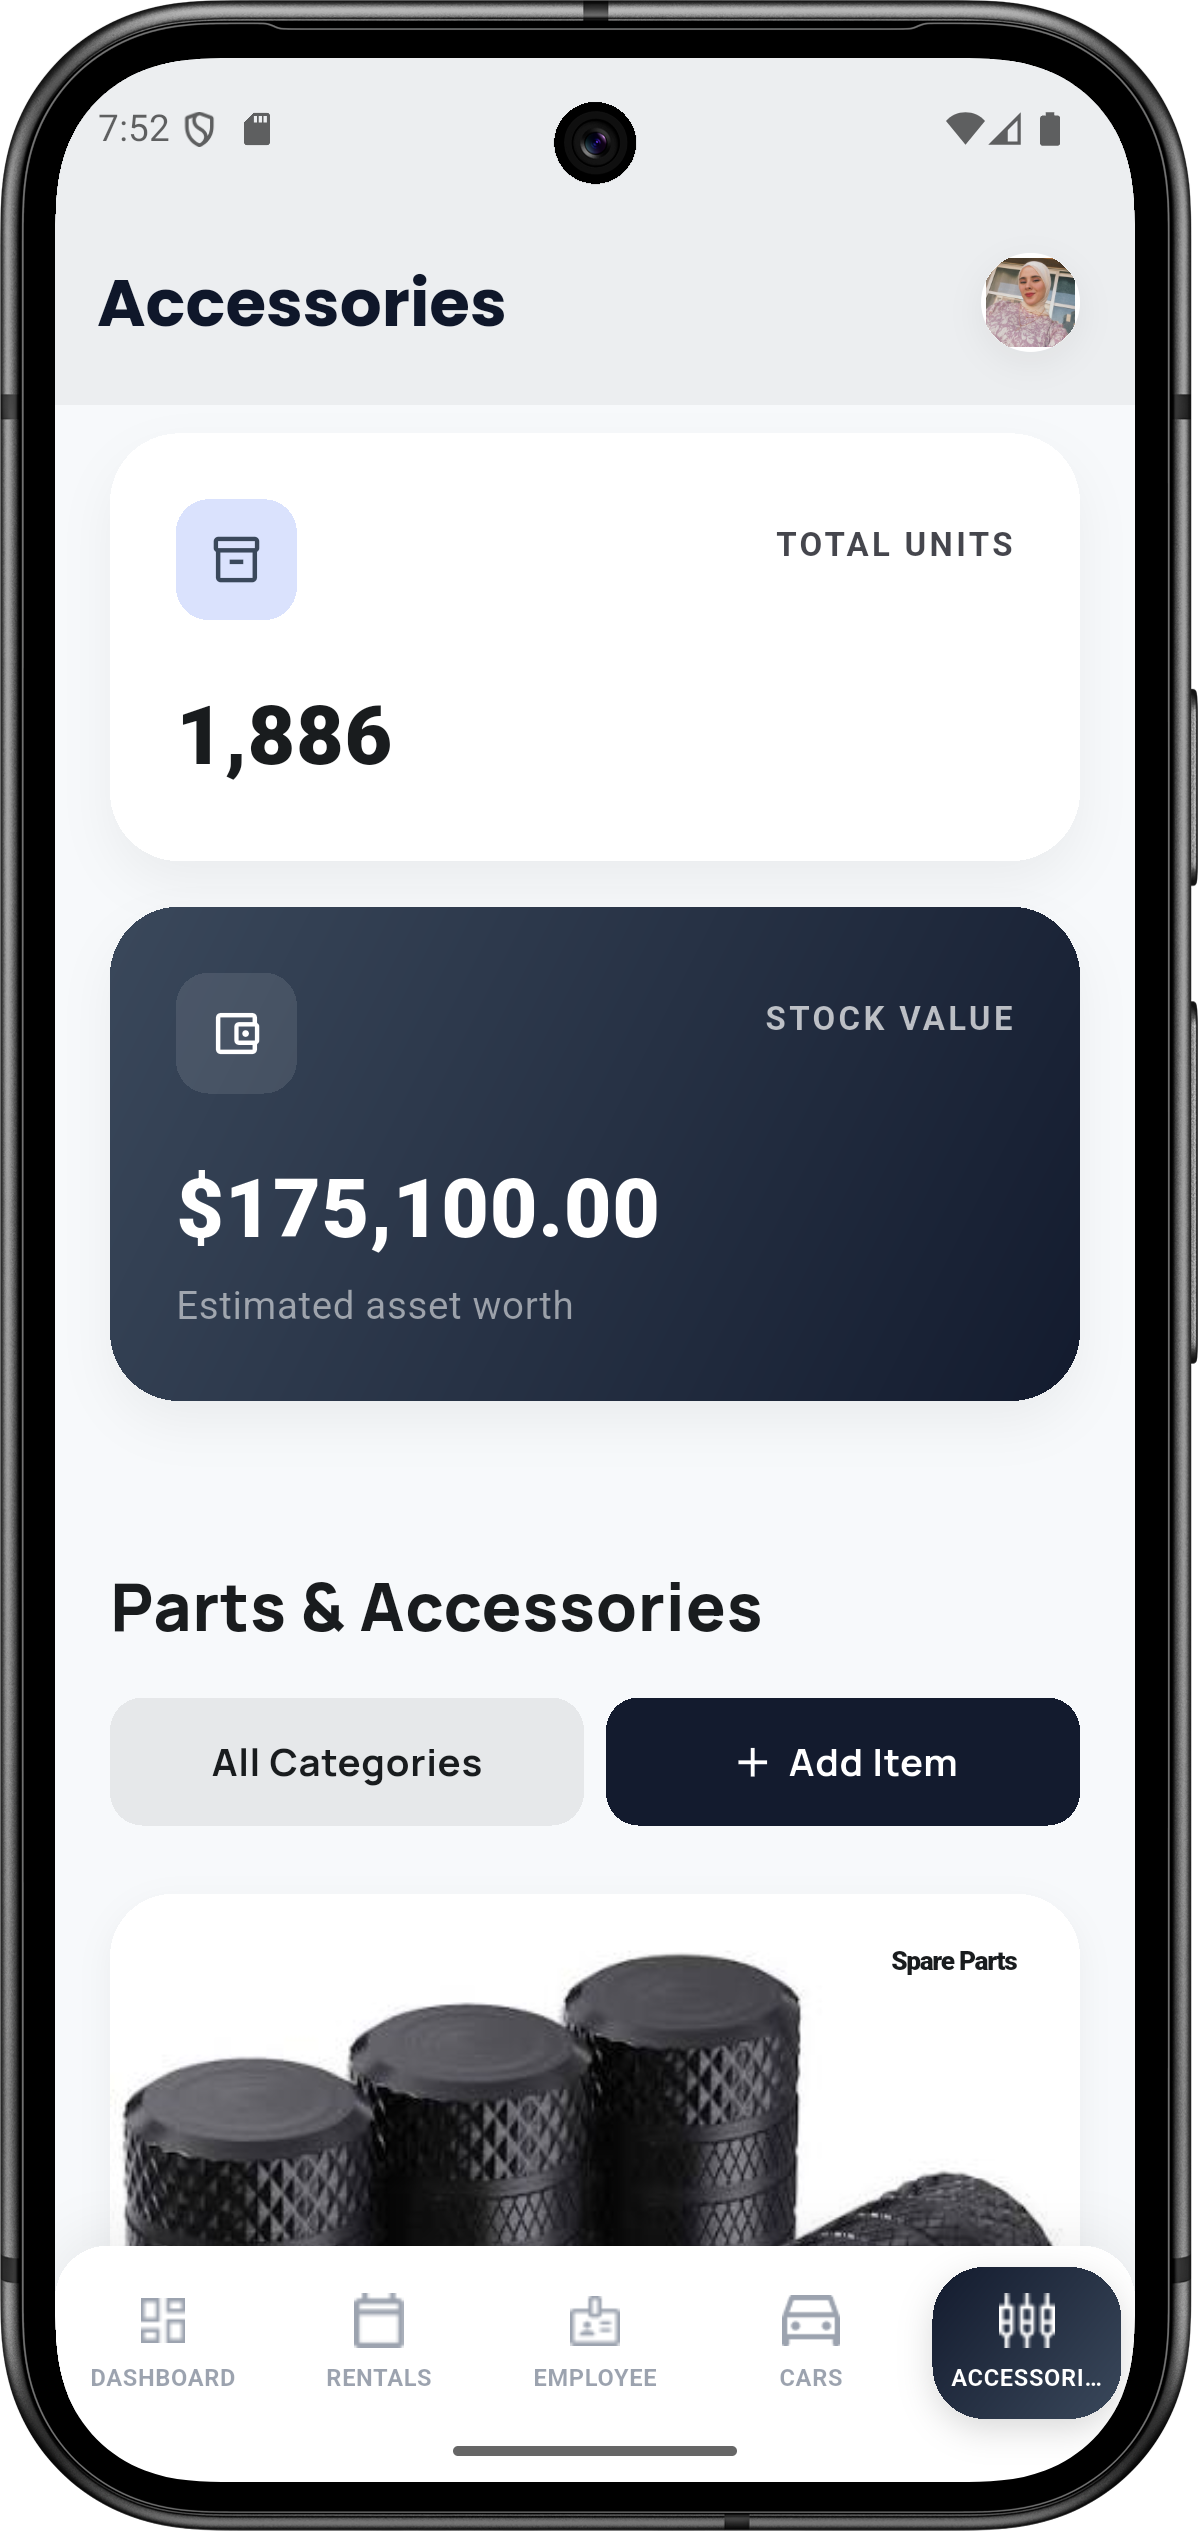 7:52
Accessories
TOTAL UNITS
1,886
STOCK VALUE
$175,100.00
Estimated asset worth
Parts & Accessories
All Categories
+ Add Item
Spare Parts
DASHBOARD
RENTALS
EMPLOYEE
CARS
ACCESSORI...